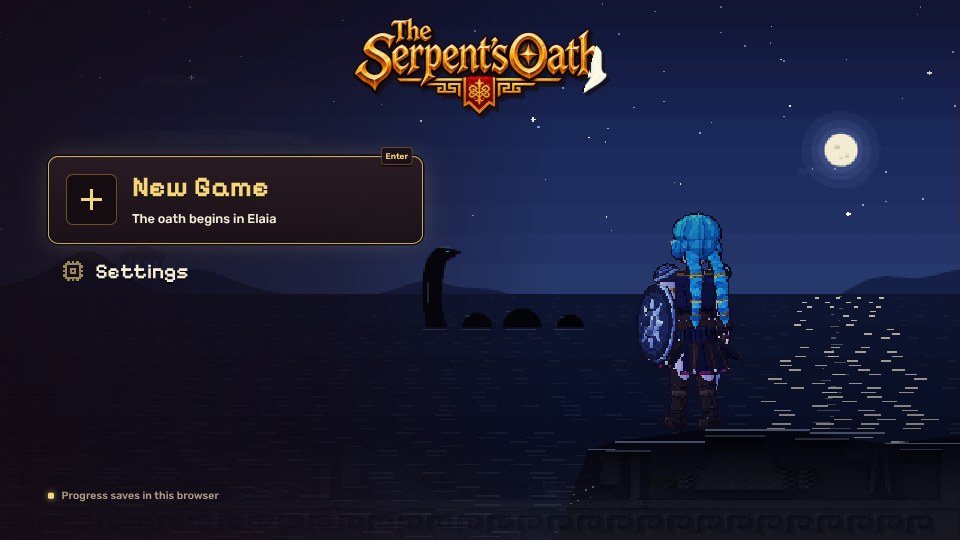 The
Serpent's Oath
Enter
New Game
The oath begins in Elaia
Settings
Progress saves in this browser